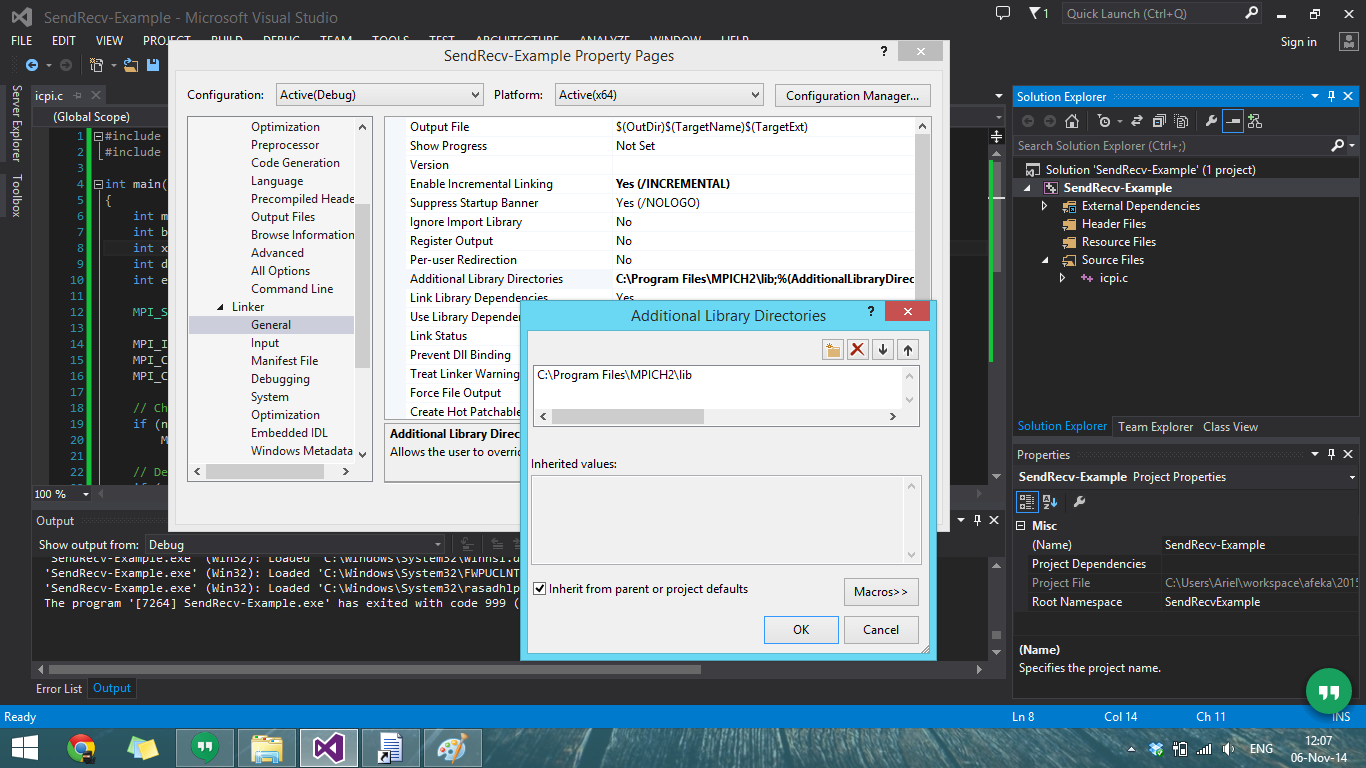 SendRecv-Example - Microsoft Visual Studio
1
Quick Launch (Ctrl+Q)
FILE EDIT VIEW PROJECT BUILD DEBUG TEAM TOOLS TEST ARCHITECTURE ANALYZE WINDOW HELP
Sign in
SendRecv-Example Property Pages
?
Configuration: Active(Debug) Platform: Active(x64) Configuration Manager...
Server Explorer
Toolbox
icpi.c
(Global Scope)
1 #include
2 #include
3
4 int main(
5 {
6 int m
7 int b
8 int x
9 int d
10 int e
11
12 MPI_S
13
14 MPI_I
15 MPI_C
16 MPI_C
17
18 // Ch
19 if (n
20 M
21
22 // De
100 %
Optimization
Preprocessor
Code Generation
Language
Precompiled Heade
Output Files
Browse Information
Advanced
All Options
Command Line
Linker
General
Input
Manifest File
Debugging
System
Optimization
Embedded IDL
Windows Metadata
Output File $(OutDir)$(TargetName)$(TargetExt)
Show Progress Not Set
Version
Enable Incremental Linking Yes (/INCREMENTAL)
Suppress Startup Banner Yes (/NOLOGO)
Ignore Import Library No
Register Output No
Per-user Redirection No
Additional Library Directories C:\Program Files\MPICH2\lib;%(AdditionalLibraryDirec
Link Library Dependencies Yes
Use Library Depende
Link Status
Prevent Dll Binding
Treat Linker Warning
Force File Output
Create Hot Patchable
Additional Library Direc
Allows the user to overri
Additional Library Directories
?
C:\Program Files\MPICH2\lib
Inherited values:
Inherit from parent or project defaults
Macros>>
OK Cancel
Output
Show output from: Debug
'SendRecv-Example.exe' (Win32): Loaded 'C:\Windows\System32\winnsi.d
'SendRecv-Example.exe' (Win32): Loaded 'C:\Windows\System32\FWPUCLNT
'SendRecv-Example.exe' (Win32): Loaded 'C:\Windows\System32\rasadhlp
The program '[7264] SendRecv-Example.exe' has exited with code 999 (
Error List Output
Solution Explorer
Search Solution Explorer (Ctrl+;)
Solution 'SendRecv-Example' (1 project)
SendRecv-Example
External Dependencies
Header Files
Resource Files
Source Files
icpi.c
Solution Explorer Team Explorer Class View
Properties
SendRecv-Example Project Properties
Misc
(Name) SendRecv-Example
Project Dependencies
Project File C:\Users\Ariel\workspace\afeka\2015
Root Namespace SendRecvExample
(Name)
Specifies the project name.
Ready Ln 8 Col 14 Ch 11 INS
ENG
12:07
06-Nov-14